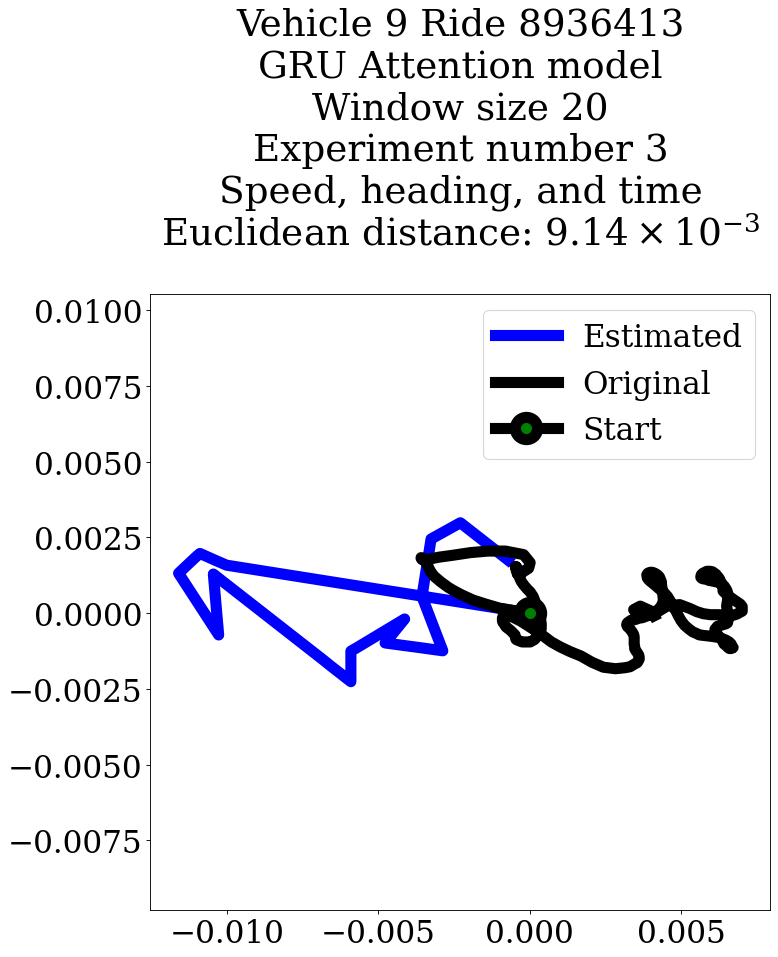 Vehicle 9 Ride 8936413
GRU Attention model
Window size 20
Experiment number 3
Speed, heading, and time
Euclidean distance: 9.14 × 10⁻³
Estimated
Original
Start
0.0100
0.0075
0.0050
0.0025
0.0000
−0.0025
−0.0050
−0.0075
−0.010
−0.005
0.000
0.005